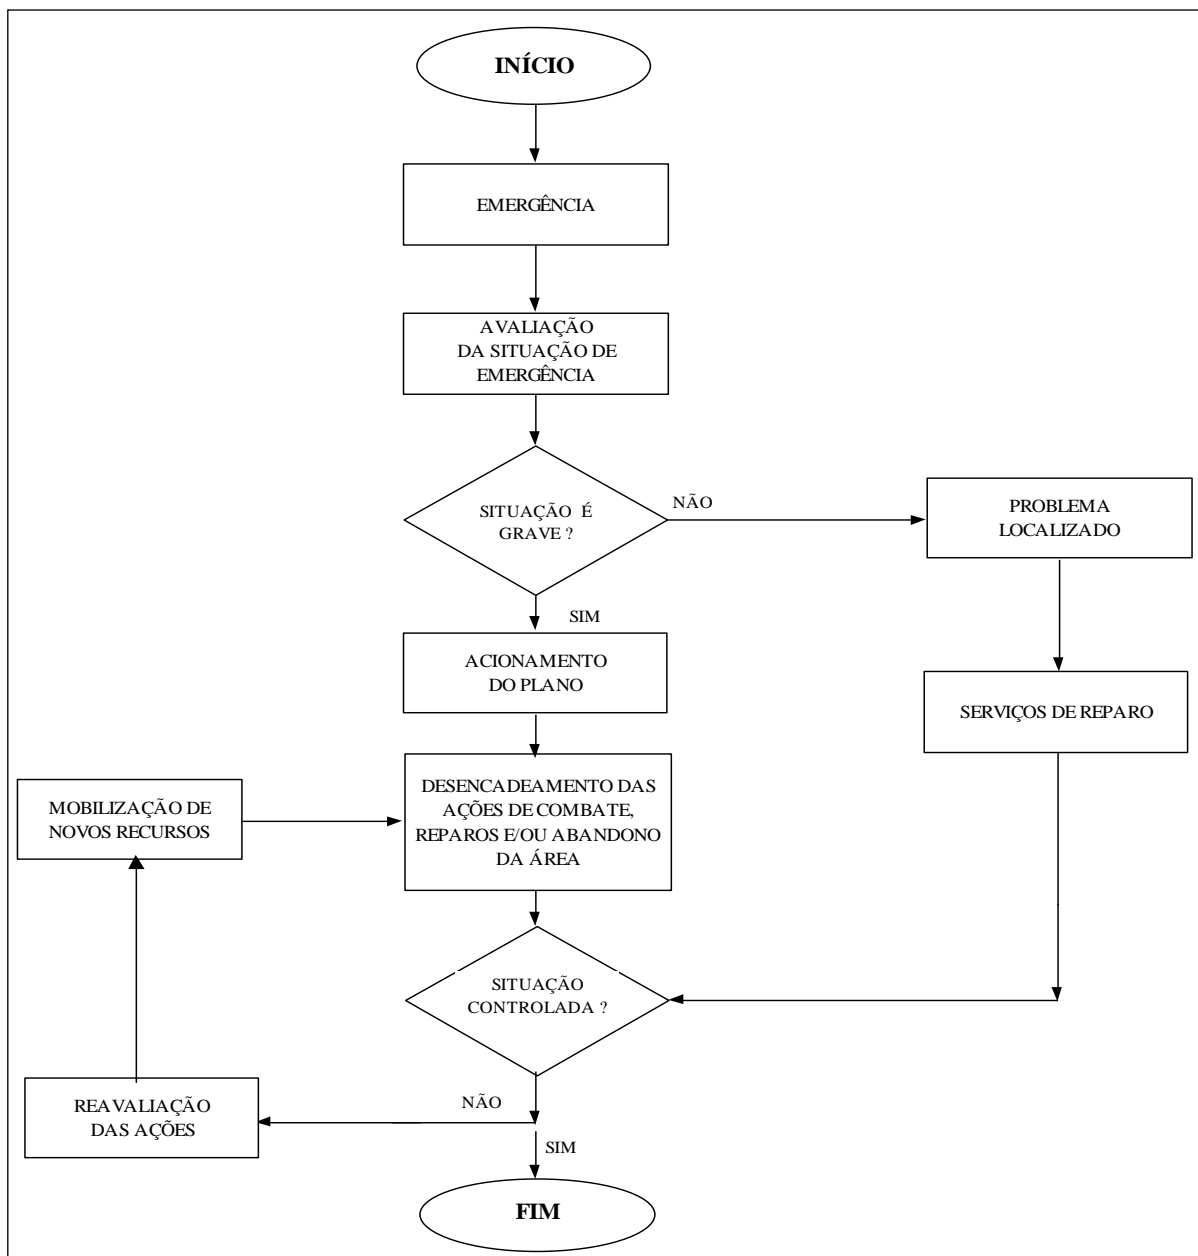 INÍCIO
EMERGÊNCIA
AVALIAÇÃO
DA SITUAÇÃO DE
EMERGÊNCIA
SITUAÇÃO É
GRAVE ?
NÃO
PROBLEMA
LOCALIZADO
SIM
ACIONAMENTO
DO PLANO
SERVIÇOS DE REPARO
MOBILIZAÇÃO DE
NOVOS RECURSOS
DESENCADEAMENTO DAS
AÇÕES DE COMBATE,
REPAROS E/OU ABANDONO
DA ÁREA
SITUAÇÃO
CONTROLADA ?
NÃO
REAVALIAÇÃO
DAS AÇÕES
SIM
FIM